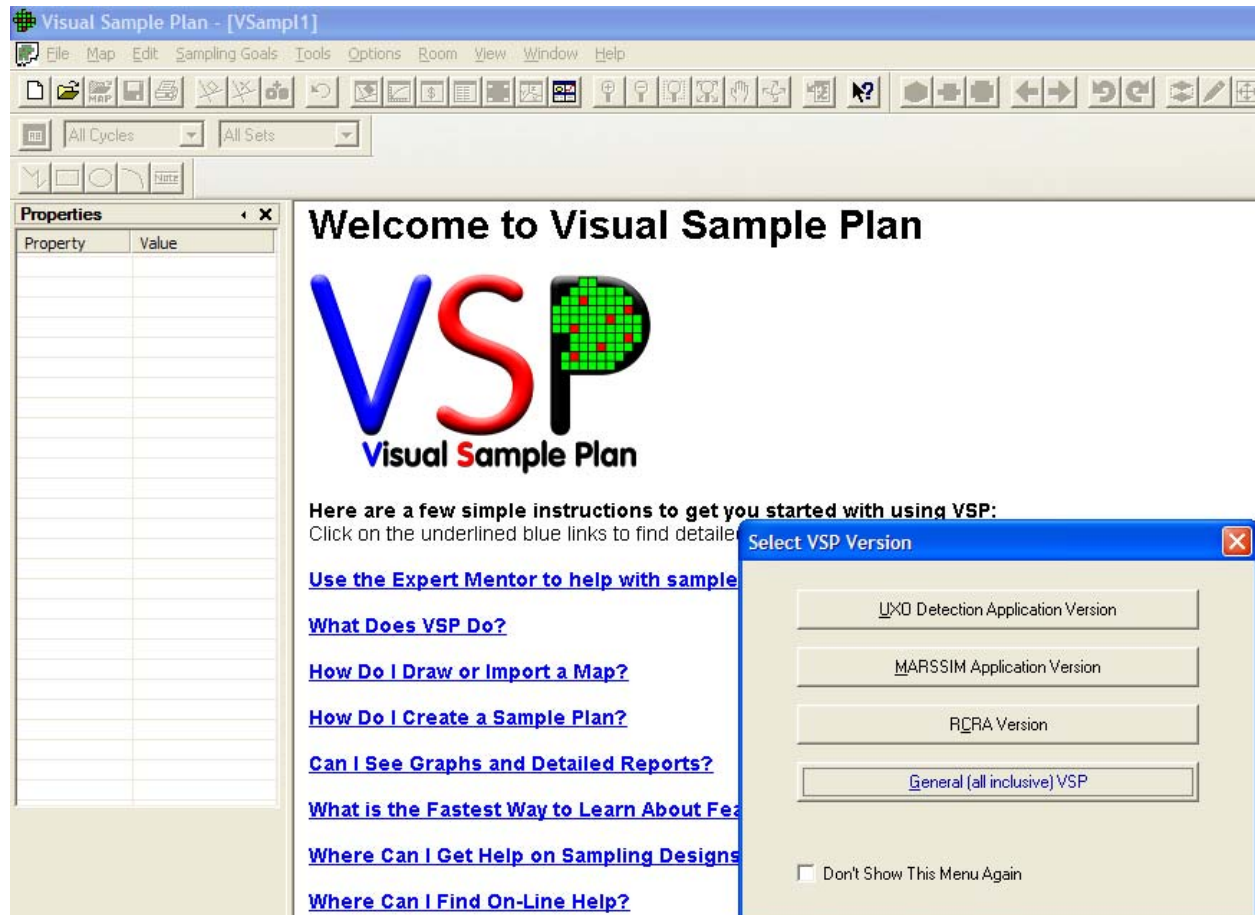 Visual Sample Plan - [VSampl1]
File Map Edit Sampling Goals Tools Options Room View Window Help
MAP
All Cycles All Sets
Note
Properties
Property Value
Welcome to Visual Sample Plan
VSP
Visual Sample Plan
Here are a few simple instructions to get you started with using VSP:
Click on the underlined blue links to find detaile
Use the Expert Mentor to help with sample
What Does VSP Do?
How Do I Draw or Import a Map?
How Do I Create a Sample Plan?
Can I See Graphs and Detailed Reports?
What is the Fastest Way to Learn About Fea
Where Can I Get Help on Sampling Designs
Where Can I Find On-Line Help?
Select VSP Version
UXO Detection Application Version
MARSSIM Application Version
RCRA Version
General (all inclusive) VSP
Don't Show This Menu Again